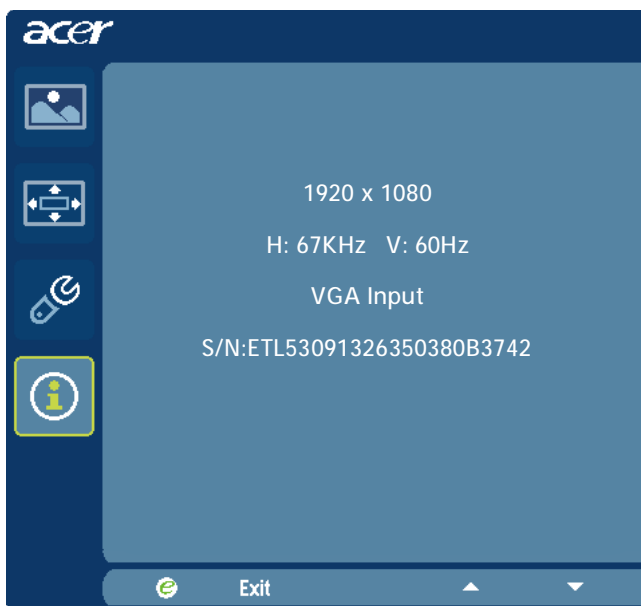 acer
1920 x 1080
H: 67KHz V: 60Hz
VGA Input
S/N:ETL53091326350380B3742
e Exit